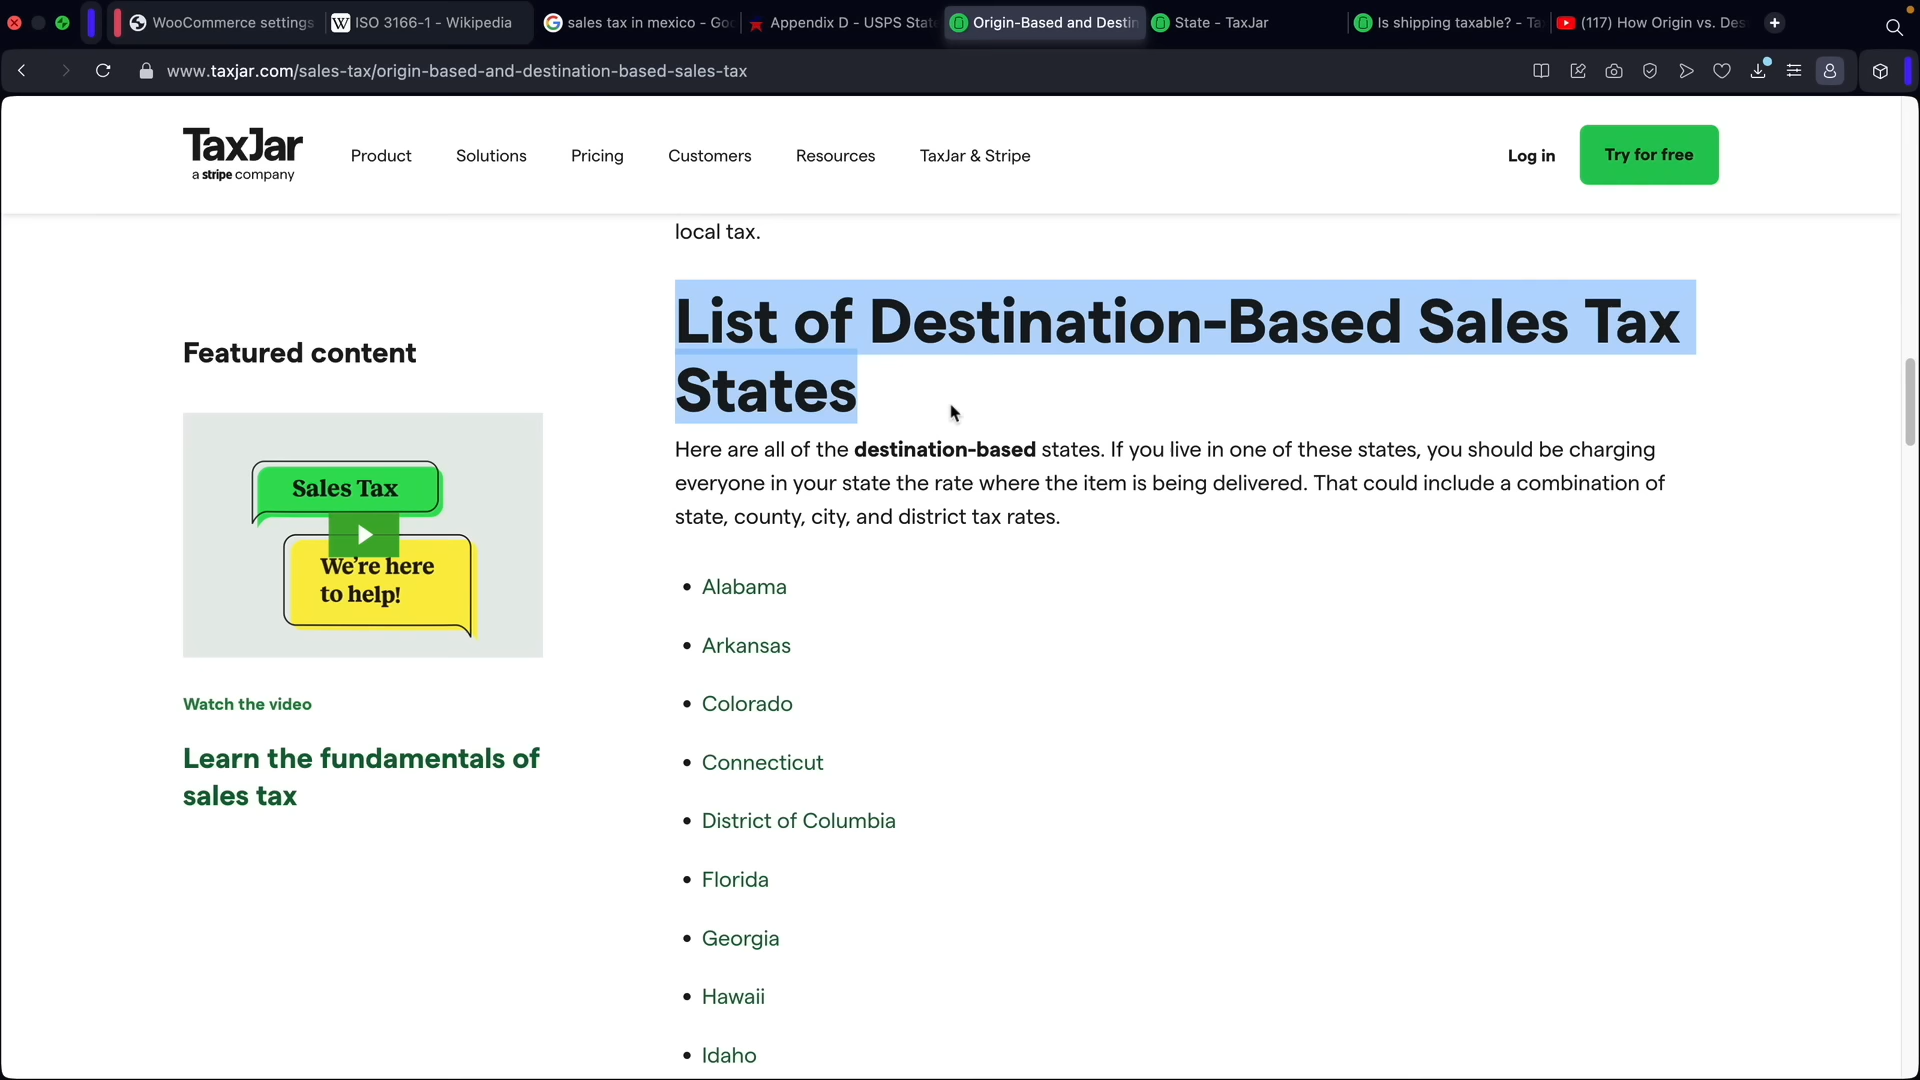 WooCommerce settings
ISO 3166-1 - Wikipedia
sales tax in mexico - Go
Appendix D - USPS State
Origin-Based and Destin
State - TaxJar
Is shipping taxable? - Ta
(117) How Origin vs. Des
www.taxjar.com/sales-tax/origin-based-and-destination-based-sales-tax
TaxJar
a stripe company
Product
Solutions
Pricing
Customers
Resources
TaxJar & Stripe
Log in
Try for free
local tax.
List of Destination-Based Sales Tax
States
Here are all of the destination-based states. If you live in one of these states, you should be charging
everyone in your state the rate where the item is being delivered. That could include a combination of
state, county, city, and district tax rates.
• Alabama
• Arkansas
• Colorado
• Connecticut
• District of Columbia
• Florida
• Georgia
• Hawaii
• Idaho
Featured content
Sales Tax
We're here
to help!
Watch the video
Learn the fundamentals of
sales tax